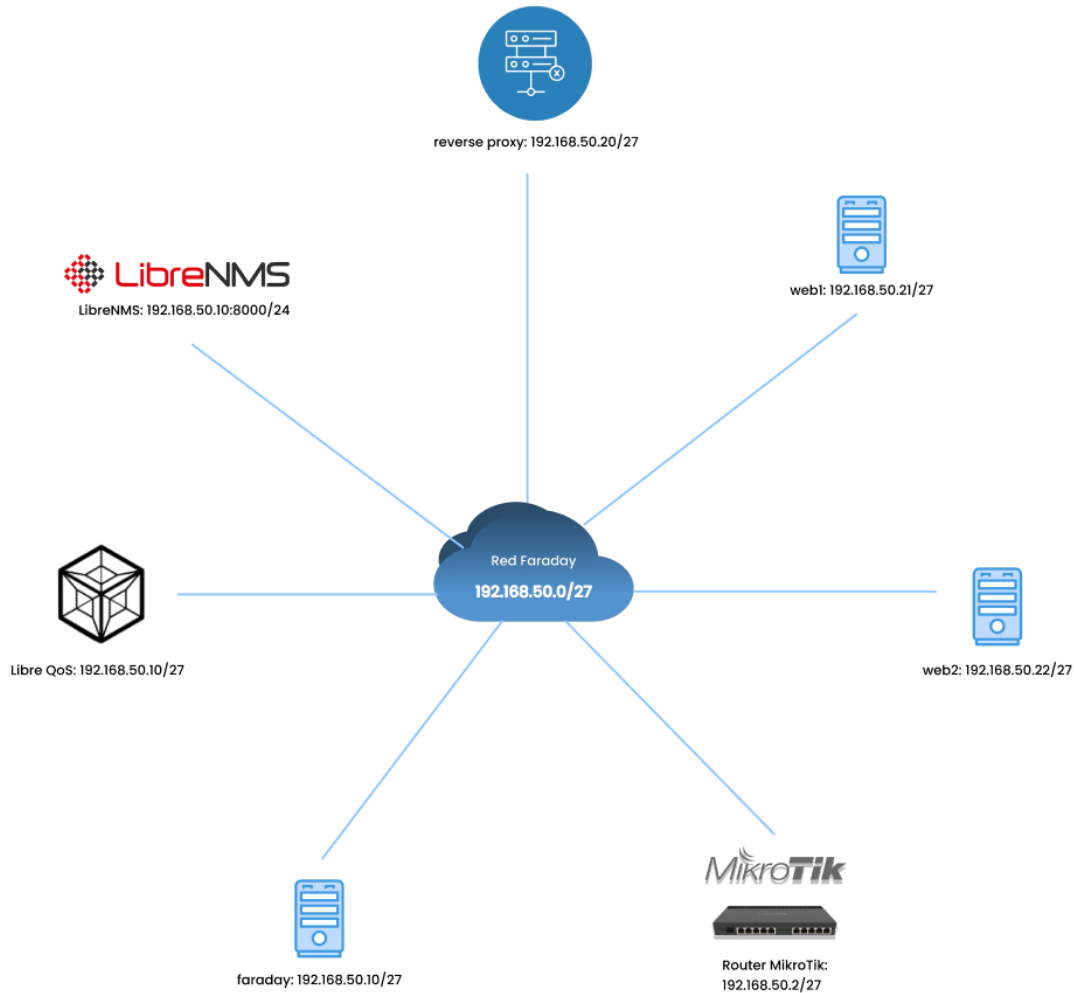 reverse proxy: 192.168.50.20/27
LibreNMS
LibreNMS: 192.168.50.10:8000/24
web1: 192.168.50.21/27
Red Faraday
192.168.50.0/27
Libre QoS: 192.168.50.10/27
web2: 192.168.50.22/27
MikroTik
faraday: 192.168.50.10/27
Router MikroTik:
192.168.50.2/27